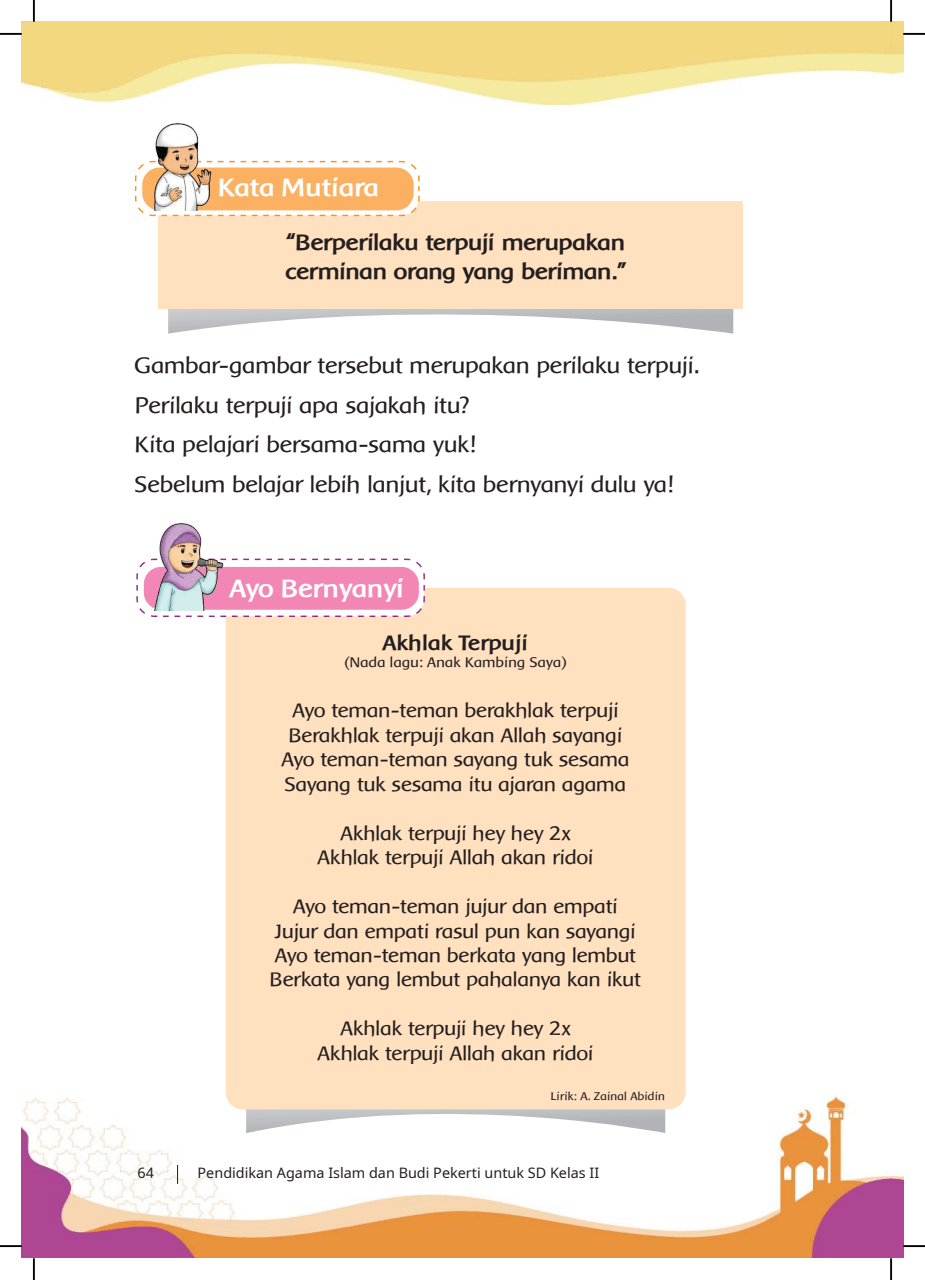 Kata Mutiara
“Berperilaku terpuji merupakan
cerminan orang yang beriman.”
Gambar-gambar tersebut merupakan perilaku terpuji.
Perilaku terpuji apa sajakah itu?
Kita pelajari bersama-sama yuk!
Sebelum belajar lebih lanjut, kita bernyanyi dulu ya!
Ayo Bernyanyi
Akhlak Terpuji
(Nada lagu: Anak Kambing Saya)
Ayo teman-teman berakhlak terpuji
Berakhlak terpuji akan Allah sayangi
Ayo teman-teman sayang tuk sesama
Sayang tuk sesama itu ajaran agama
Akhlak terpuji hey hey 2x
Akhlak terpuji Allah akan ridoi
Ayo teman-teman jujur dan empati
Jujur dan empati rasul pun kan sayangi
Ayo teman-teman berkata yang lembut
Berkata yang lembut pahalanya kan ikut
Akhlak terpuji hey hey 2x
Akhlak terpuji Allah akan ridoi
Lirik: A. Zainal Abidin
64 | Pendidikan Agama Islam dan Budi Pekerti untuk SD Kelas II